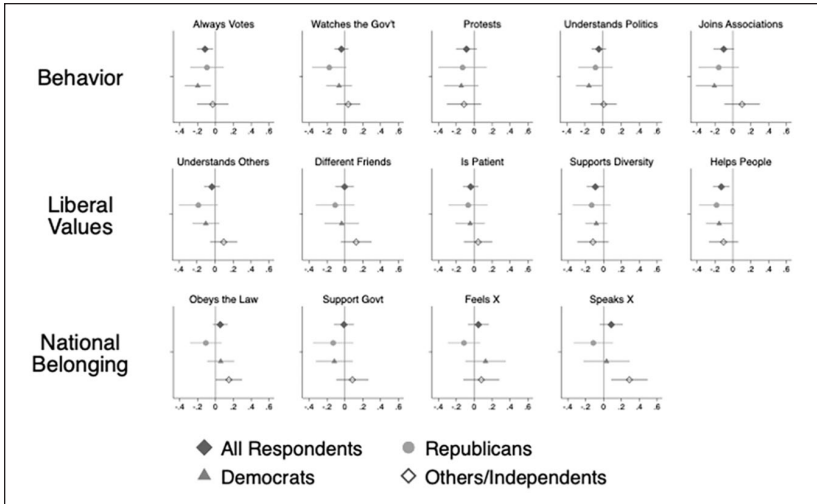 Always Votes Watches the Gov't Protests Understands Politics Joins Associations
Behavior
-.4 -.2 0 .2 .4 .6 -.4 -.2 0 .2 .4 .6 -.4 -.2 0 .2 .4 .6 -.4 -.2 0 .2 .4 .6 -.4 -.2 0 .2 .4 .6
Understands Others Different Friends Is Patient Supports Diversity Helps People
Liberal
Values
-.4 -.2 0 .2 .4 .6 -.4 -.2 0 .2 .4 .6 -.4 -.2 0 .2 .4 .6 -.4 -.2 0 .2 .4 .6 -.4 -.2 0 .2 .4 .6
Obeys the Law Support Govt Feels X Speaks X
National
Belonging
-.4 -.2 0 .2 .4 .6 -.4 -.2 0 .2 .4 .6 -.4 -.2 0 .2 .4 .6 -.4 -.2 0 .2 .4 .6
All Respondents Republicans
Democrats Others/Independents